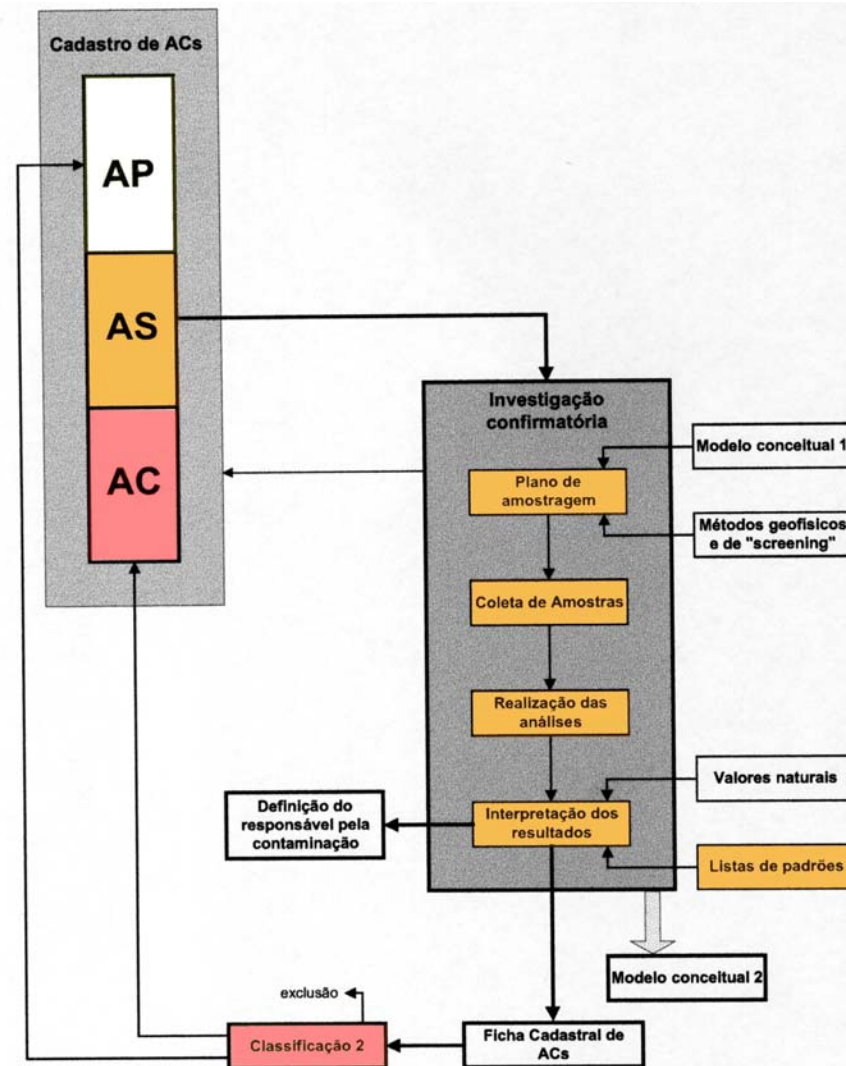 Cadastro de ACs
AP
AS
AC
Investigação
confirmatória
Modelo conceitual 1
Plano de
amostragem
Métodos geofísicos
e de "screening"
Coleta de Amostras
Realização das
análises
Valores naturais
Definição do
responsável pela
contaminação
Interpretação dos
resultados
Listas de padrões
Modelo conceitual 2
exclusão
Classificação 2
Ficha Cadastral de
ACs